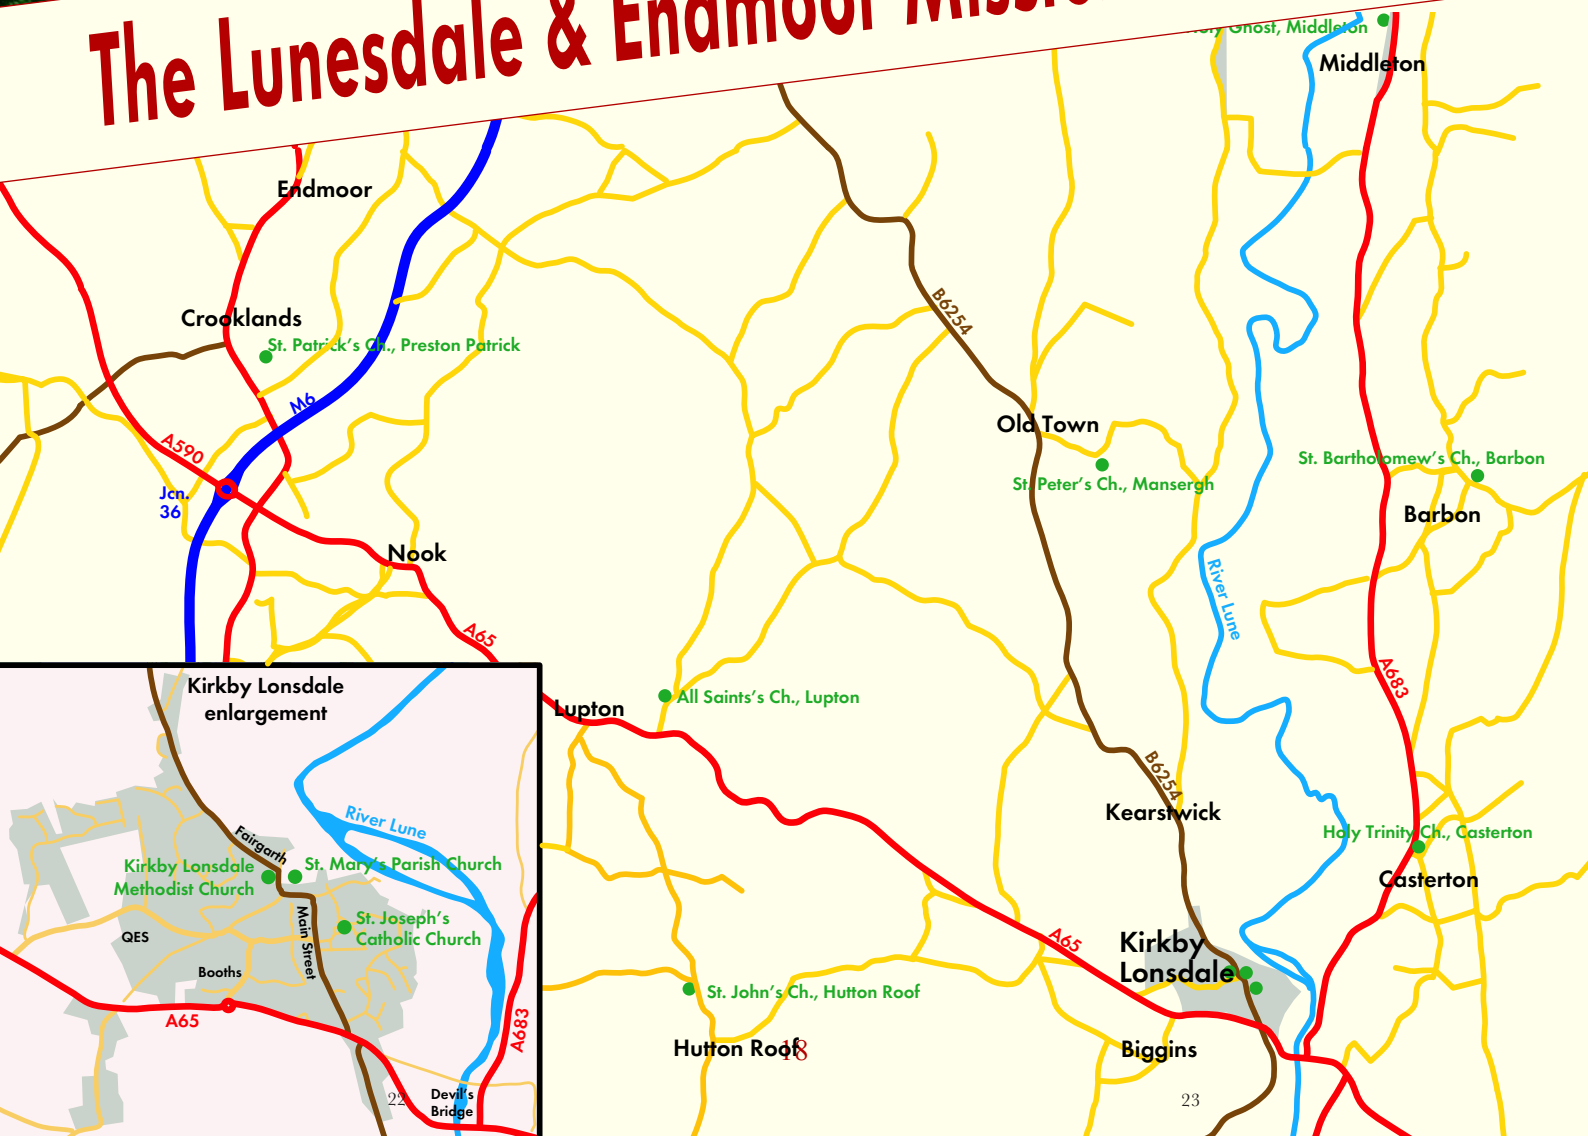 The Lunesdale & Endmoor
Ghost, Middleton
Middleton
Endmoor
Crooklands
St. Patrick's Ch., Preston Patrick
B6254
M6
A590
Old Town
Jcn.
36
St. Peter's Ch., Mansergh
St. Bartholomew's Ch., Barbon
Barbon
Nook
River Lune
A65
A683
Kirkby Lonsdale
enlargement
Lupton
All Saints's Ch., Lupton
B6254
Kearstwick
River Lune
Fairgarth
Kirkby Lonsdale
Methodist Church
St. Mary's Parish Church
Holy Trinity Ch., Casterton
Casterton
St. Joseph's
Catholic Church
Main Street
QES
Booths
A65
A683
A65
Kirkby
Lonsdale
St. John's Ch., Hutton Roof
Hutton Roof
18
Biggins
Devil's
Bridge
22
23